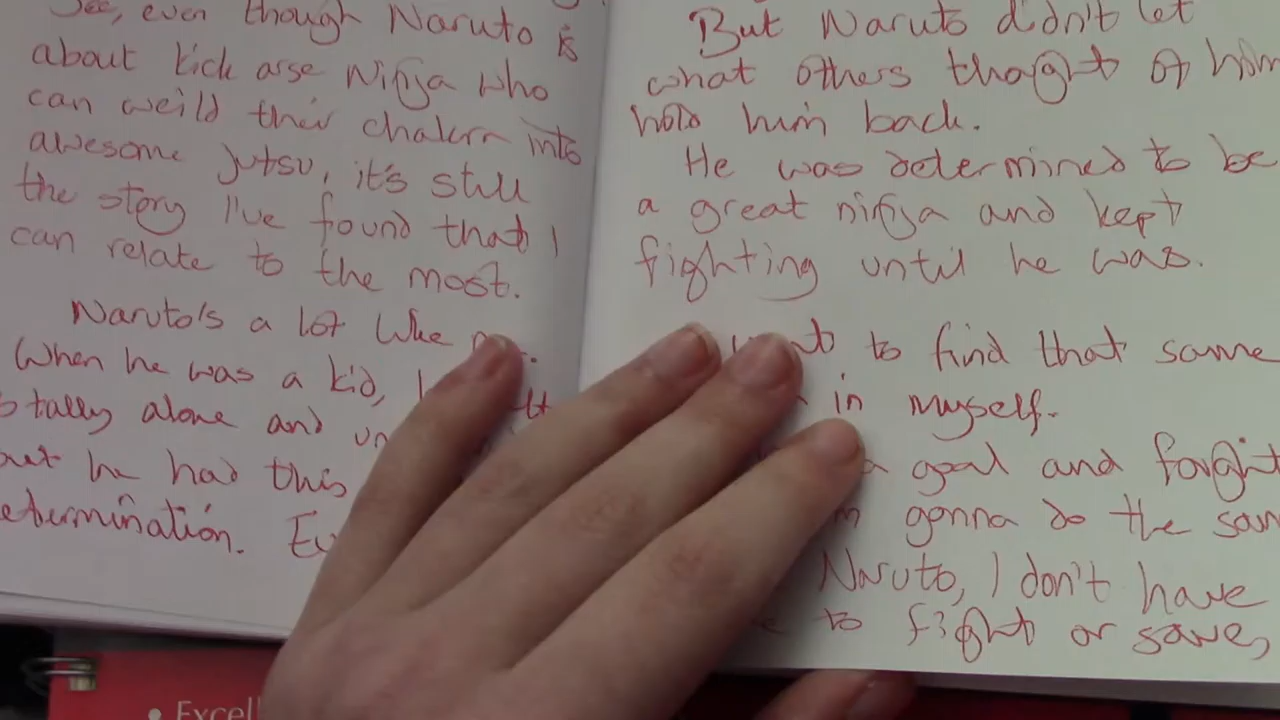 See, even though Naruto is
about kick arse Ninja who
can weild their chakra into
awesome jutsu, it's still
the story I've found that I
can relate to the most.
Naruto's a lot like
When he was a kid,
totally alone and
but he had this
determination.
But Naruto didn't let
what others thoght of him
hold him back.
He was determined to be
a great ninja and kept
fighting until he was.
to find that same
in myself.
a goal and foght
gonna do the same
Naruto, I don't have
to fight or save,
• Excell